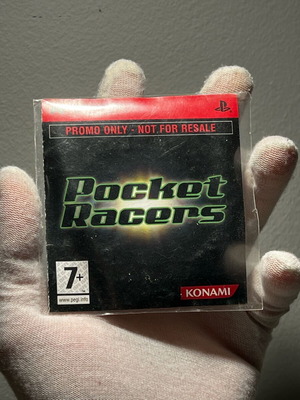 PROMO ONLY - NOT FOR RESALE
Pocket
Racers
7+
www.pegi.info
KONAMI